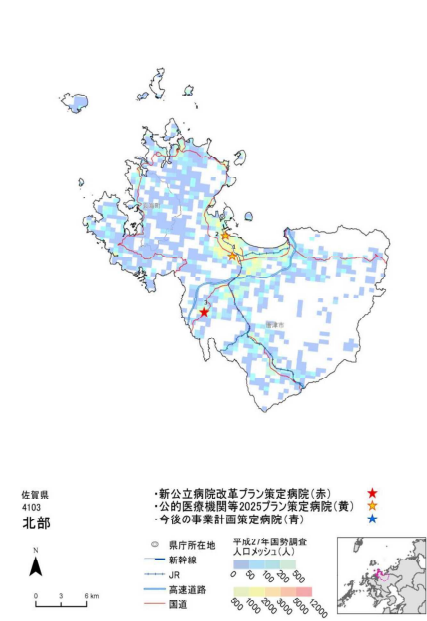 2
1
3
唐津市
佐賀県
4103
北部
・新公立病院改革プラン策定病院(赤)
・公的医療機関等2025プラン策定病院(黄)
・今後の事業計画策定病院(青)
N
0 3 6 km
県庁所在地
新幹線
JR
高速道路
国道
平成27年国勢調査
人口メッシュ(人)
0 50 100 200 500
500 1000 2000 3000 5000 12000